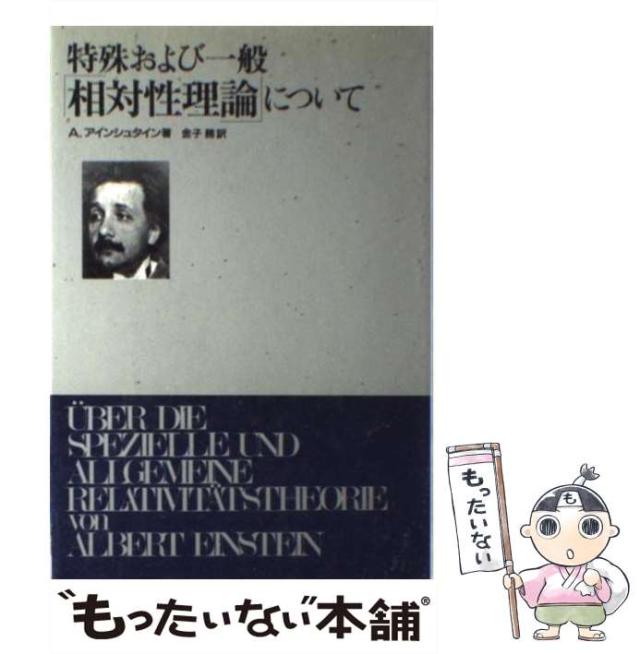 特殊および一般
「相対性理論」について
A. アインシュタイン著 金子 務訳
ÜBER DIE
SPEZIELLE UND
ALLGEMEINE
RELATIVITÄTSTHEORIE
von
ALBERT EINSTEIN
も
もったいない
"もったいない"本舗®